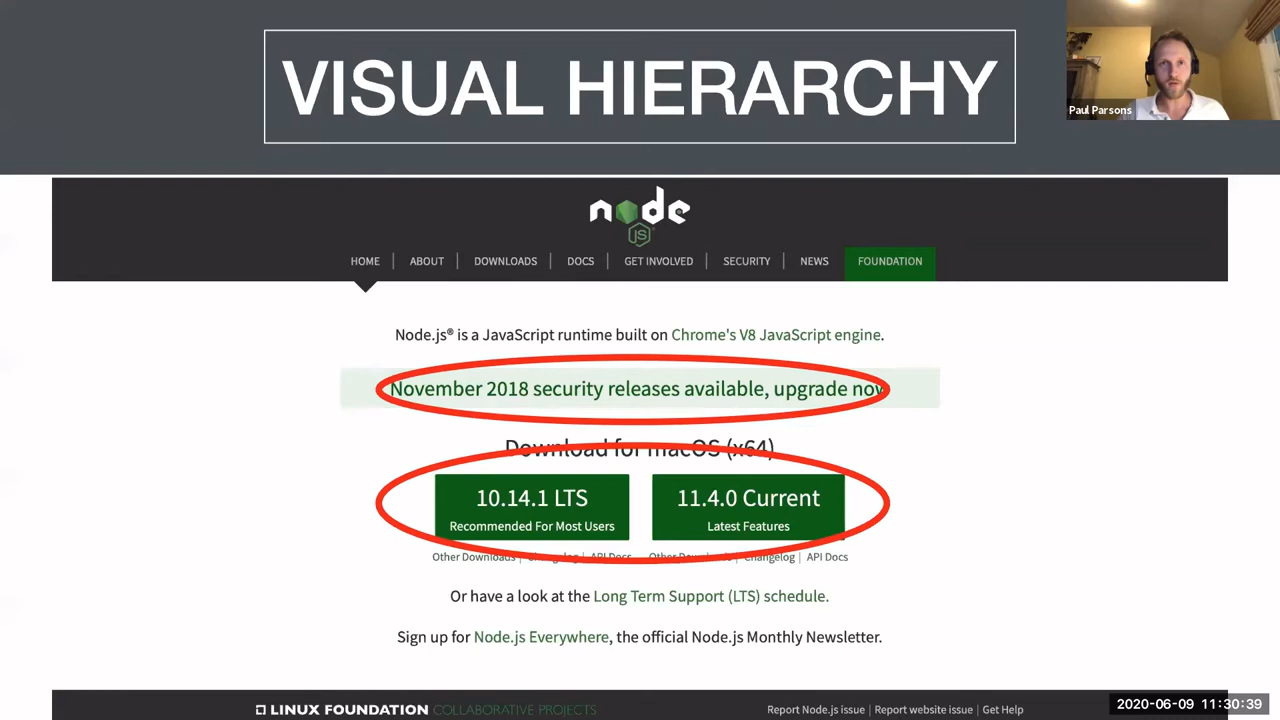 VISUAL HIERARCHY
Paul Parsons
node
JS
HOME | ABOUT | DOWNLOADS | DOCS | GET INVOLVED | SECURITY | NEWS FOUNDATION
Node.js® is a JavaScript runtime built on Chrome's V8 JavaScript engine.
November 2018 security releases available, upgrade now
Download for macOS (x64)
10.14.1 LTS
Recommended For Most Users
11.4.0 Current
Latest Features
Other Downloads | Changelog | API Docs
Other Downloads | Changelog | API Docs
Or have a look at the Long Term Support (LTS) schedule.
Sign up for Node.js Everywhere, the official Node.js Monthly Newsletter.
LINUX FOUNDATION COLLABORATIVE PROJECTS
Report Node.js issue | Report website issue | Get Help
2020-06-09 11:30:39